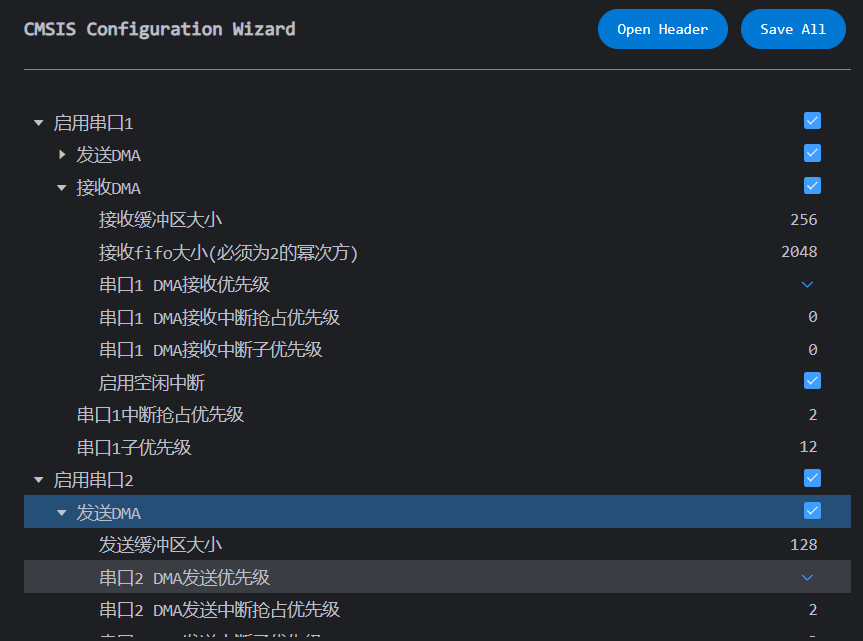 CMSIS Configuration Wizard Open Header Save All
启用串口1
发送DMA
接收DMA
接收缓冲区大小 256
接收fifo大小(必须为2的幂次方) 2048
串口1 DMA接收优先级
串口1 DMA接收中断抢占优先级 0
串口1 DMA接收中断子优先级 0
启用空闲中断
串口1中断抢占优先级 2
串口1子优先级 12
启用串口2
发送DMA
发送缓冲区大小 128
串口2 DMA发送优先级
串口2 DMA发送中断抢占优先级 2